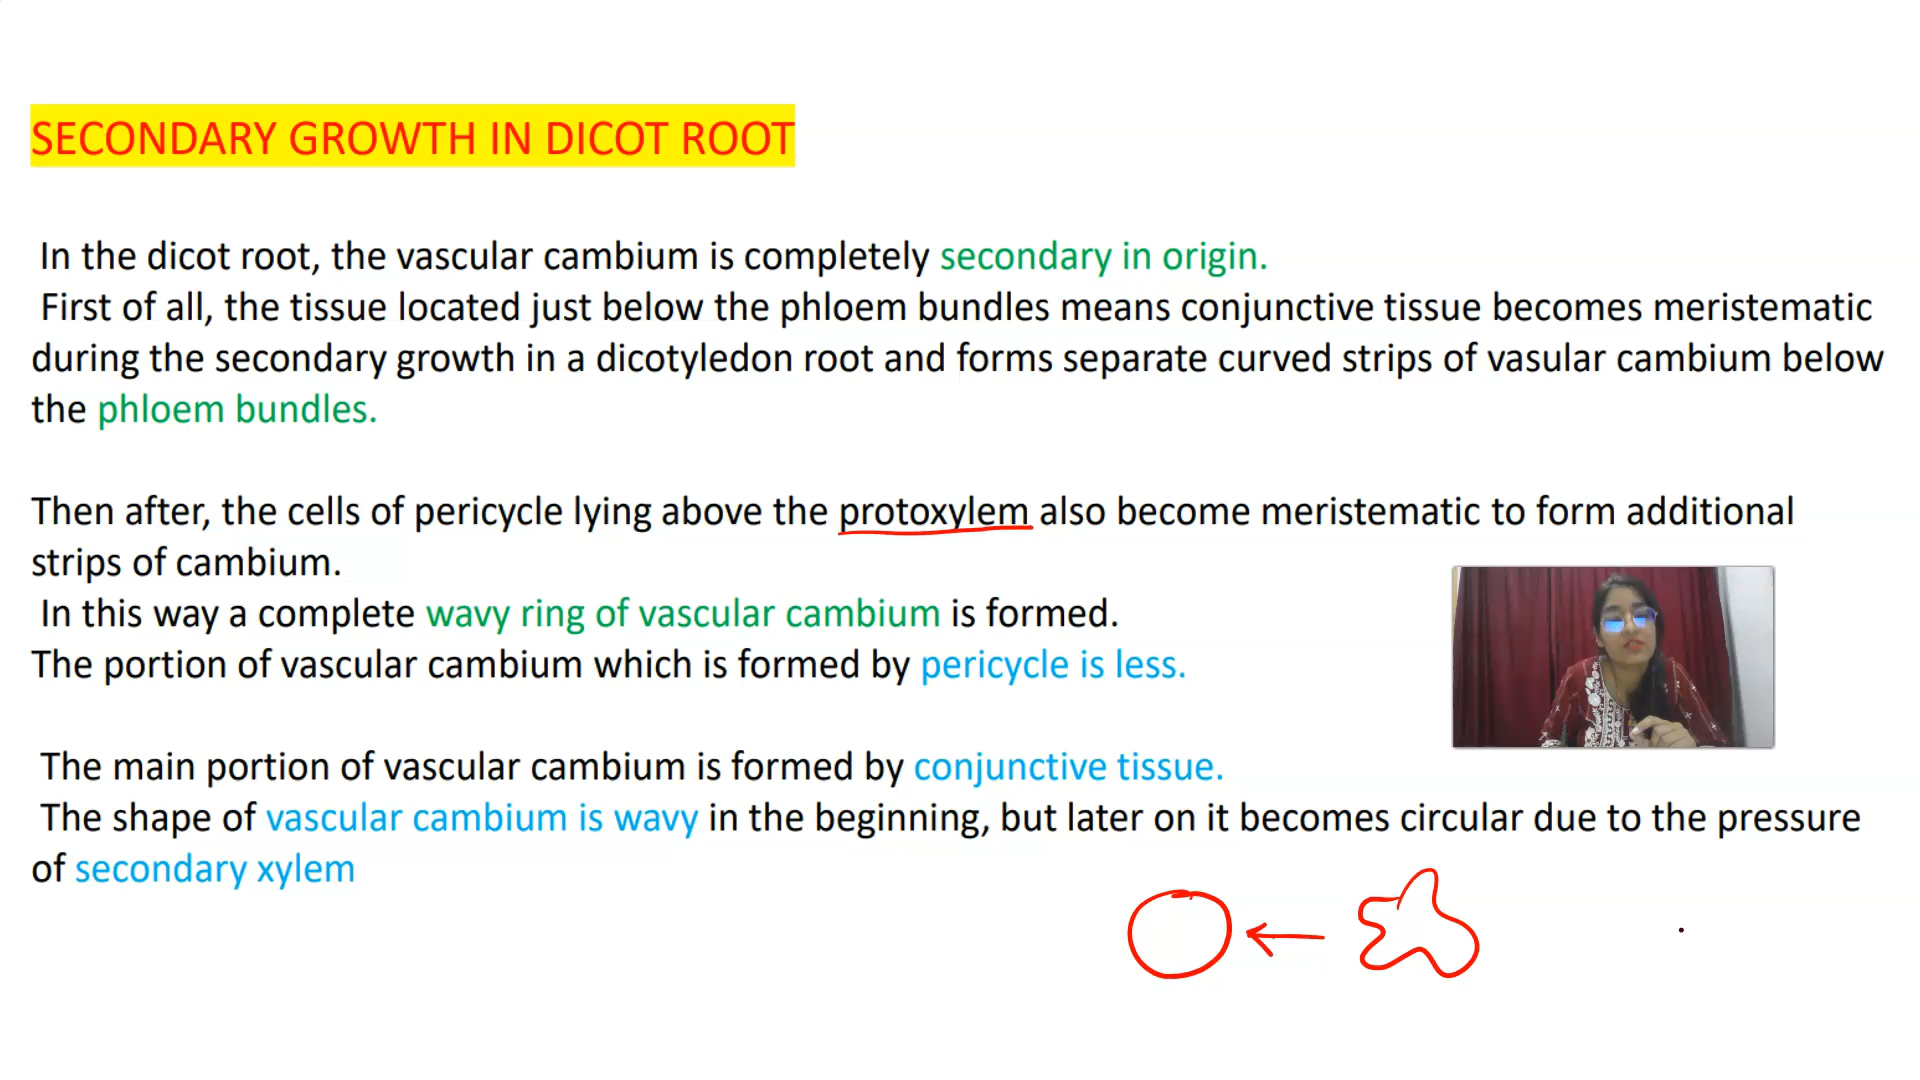 SECONDARY GROWTH IN DICOT ROOT
In the dicot root, the vascular cambium is completely secondary in origin.
First of all, the tissue located just below the phloem bundles means conjunctive tissue becomes meristematic
during the secondary growth in a dicotyledon root and forms separate curved strips of vasular cambium below
the phloem bundles.
Then after, the cells of pericycle lying above the protoxylem also become meristematic to form additional
strips of cambium.
In this way a complete wavy ring of vascular cambium is formed.
The portion of vascular cambium which is formed by pericycle is less.
The main portion of vascular cambium is formed by conjunctive tissue.
The shape of vascular cambium is wavy in the beginning, but later on it becomes circular due to the pressure
of secondary xylem